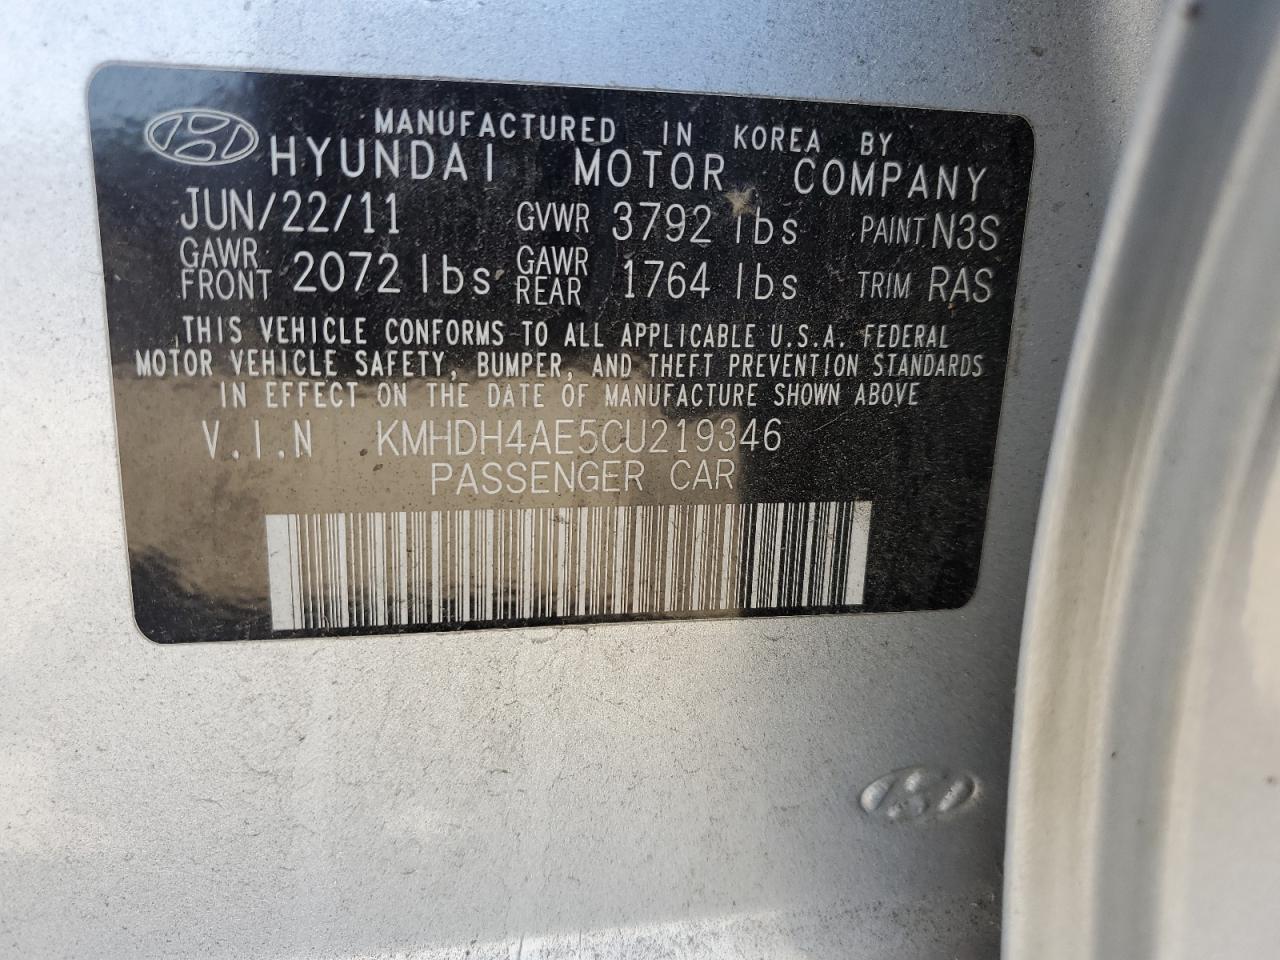 MANUFACTURED IN KOREA BY
HYUNDAI MOTOR COMPANY
JUN/22/11 GVWR 3792 lbs PAINT N3S
GAWR FRONT 2072 lbs GAWR REAR 1764 lbs TRIM RAS
THIS VEHICLE CONFORMS TO ALL APPLICABLE U.S.A. FEDERAL
MOTOR VEHICLE SAFETY, BUMPER, AND THEFT PREVENTION STANDARDS
IN EFFECT ON THE DATE OF MANUFACTURE SHOWN ABOVE
V.I.N KMHDH4AE5CU219346
PASSENGER CAR